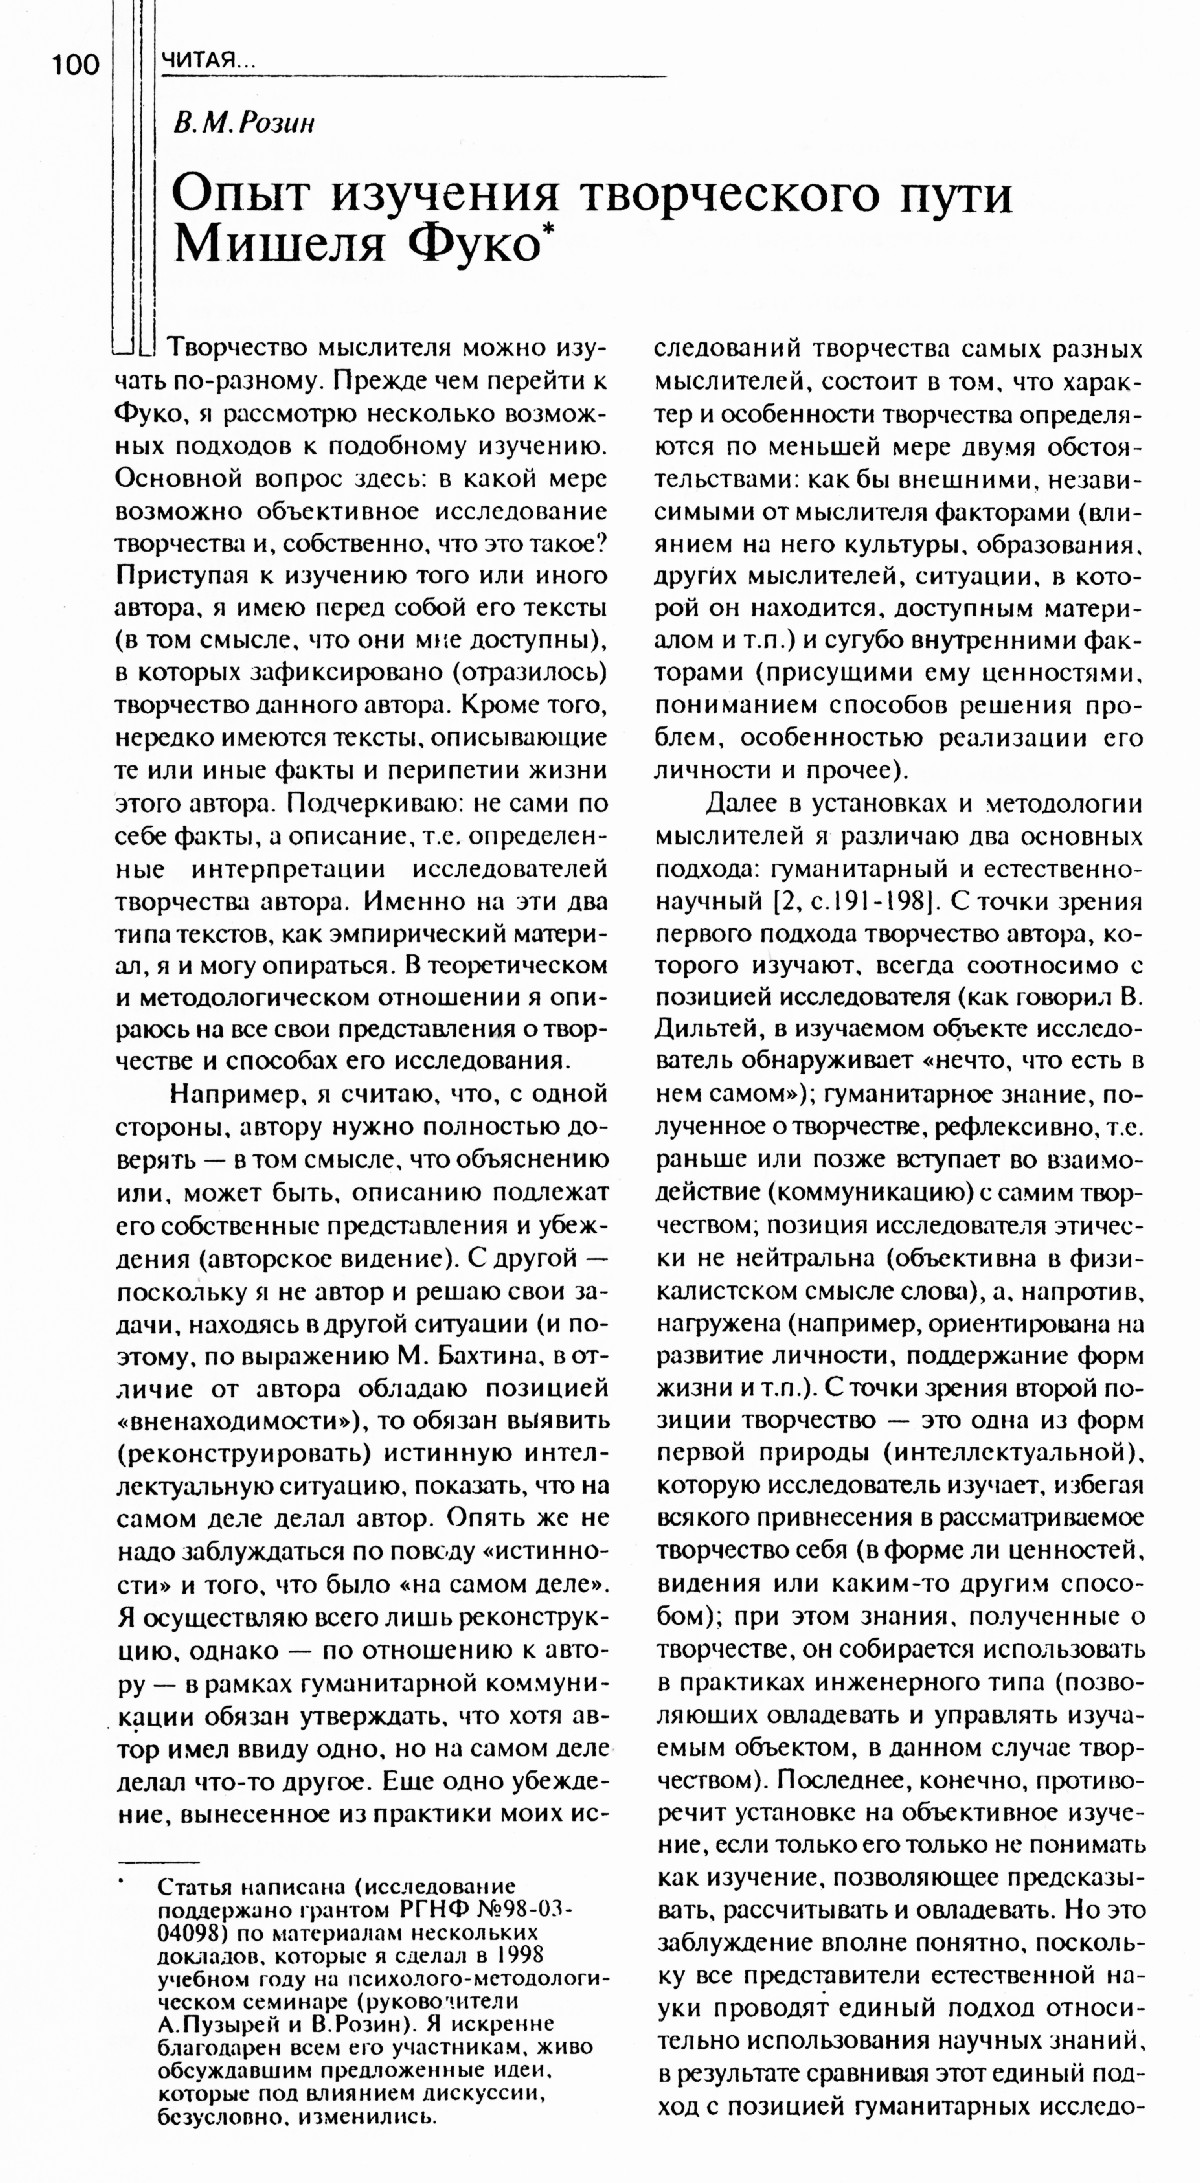 100
ЧИТАЯ...
В. М. Розин
Опыт изучения творческого пути
Мишеля Фуко*
Творчество мыслителя можно изу-
чать по-разному. Прежде чем перейти к
Фуко, я рассмотрю несколько возмож-
ных подходов к подобному изучению.
Основной вопрос здесь: в какой мере
возможно объективное исследование
творчества и, собственно, что это такое?
Приступая к изучению того или иного
автора, я имею перед собой его тексты
(в том смысле, что они мне доступны),
в которых зафиксировано (отразилось)
творчество данного автора. Кроме того,
нередко имеются тексты, описывающие
те или иные факты и перипетии жизни
этого автора. Подчеркиваю: не сами по
себе факты, а описание, т.е. определен-
ные интерпретации исследователей
творчества автора. Именно на эти два
типа текстов, как эмпирический матери-
ал, я и могу опираться. В теоретическом
и методологическом отношении я опи-
раюсь на все свои представления о твор-
честве и способах его исследования.
Например, я считаю, что, с одной
стороны, автору нужно полностью до-
верять — в том смысле, что объяснению
или, может быть, описанию подлежат
его собственные представления и убеж-
дения (авторское видение). С другой —
поскольку я не автор и решаю свои за-
дачи, находясь в другой ситуации (и по-
этому, по выражению М. Бахтина, в от-
личие от автора обладаю позицией
«вненаходимости»), то обязан выявить
(реконструировать) истинную интел-
лектуальную ситуацию, показать, что на
самом деле делал автор. Опять же не
надо заблуждаться по поводу «истинно-
сти» и того, что было «на самом деле».
Я осуществляю всего лишь реконструк-
цию, однако — по отношению к авто-
ру — в рамках гуманитарной коммуни-
кации обязан утверждать, что хотя ав-
тор имел ввиду одно, но на самом деле
делал что-то другое. Еще одно убежде-
ние, вынесенное из практики моих ис-
* Статья написана (исследование
поддержано грантом РГНФ №98-03-
04098) по материалам нескольких
докладов, которые я сделал в 1998
учебном году на психолого-методологи-
ческом семинаре (руководители
А.Пузырей и В.Розин). Я искренне
благодарен всем его участникам, живо
обсуждавшим предложенные идеи,
которые под влиянием дискуссии,
безусловно, изменились.
следований творчества самых разных
мыслителей, состоит в том, что харак-
тер и особенности творчества определя-
ются по меньшей мере двумя обстоя-
тельствами: как бы внешними, незави-
симыми от мыслителя факторами (вли-
янием на него культуры, образования,
других мыслителей, ситуации, в кото-
рой он находится, доступным матери-
алом и т.п.) и сугубо внутренними фак-
торами (присущими ему ценностями,
пониманием способов решения про-
блем, особенностью реализации его
личности и прочее).
Далее в установках и методологии
мыслителей я различаю два основных
подхода: гуманитарный и естественно-
научный [2, с.191-198]. С точки зрения
первого подхода творчество автора, ко-
торого изучают, всегда соотносимо с
позицией исследователя (как говорил В.
Дильтей, в изучаемом объекте исследо-
ватель обнаруживает «нечто, что есть в
нем самом»); гуманитарное знание, по-
лученное о творчестве, рефлексивно, т.е.
раньше или позже вступает во взаимо-
действие (коммуникацию) с самим твор-
чеством; позиция исследователя этичес-
ки не нейтральна (объективна в физи-
калистском смысле слова), а, напротив,
нагружена (например, ориентирована на
развитие личности, поддержание форм
жизни и т.п.). С точки зрения второй по-
зиции творчество — это одна из форм
первой природы (интеллектуальной),
которую исследователь изучает, избегая
всякого привнесения в рассматриваемое
творчество себя (в форме ли ценностей,
видения или каким-то другим спосо-
бом); при этом знания, полученные о
творчестве, он собирается использовать
в практиках инженерного типа (позво-
ляющих овладевать и управлять изуча-
емым объектом, в данном случае твор-
чеством). Последнее, конечно, противо-
речит установке на объективное изуче-
ние, если только его только не понимать
как изучение, позволяющее предсказы-
вать, рассчитывать и овладевать. Но это
заблуждение вполне понятно, посколь-
ку все представители естественной на-
уки проводят единый подход относи-
тельно использования научных знаний,
в результате сравнивая этот единый под-
ход с позицией гуманитарных исследо-